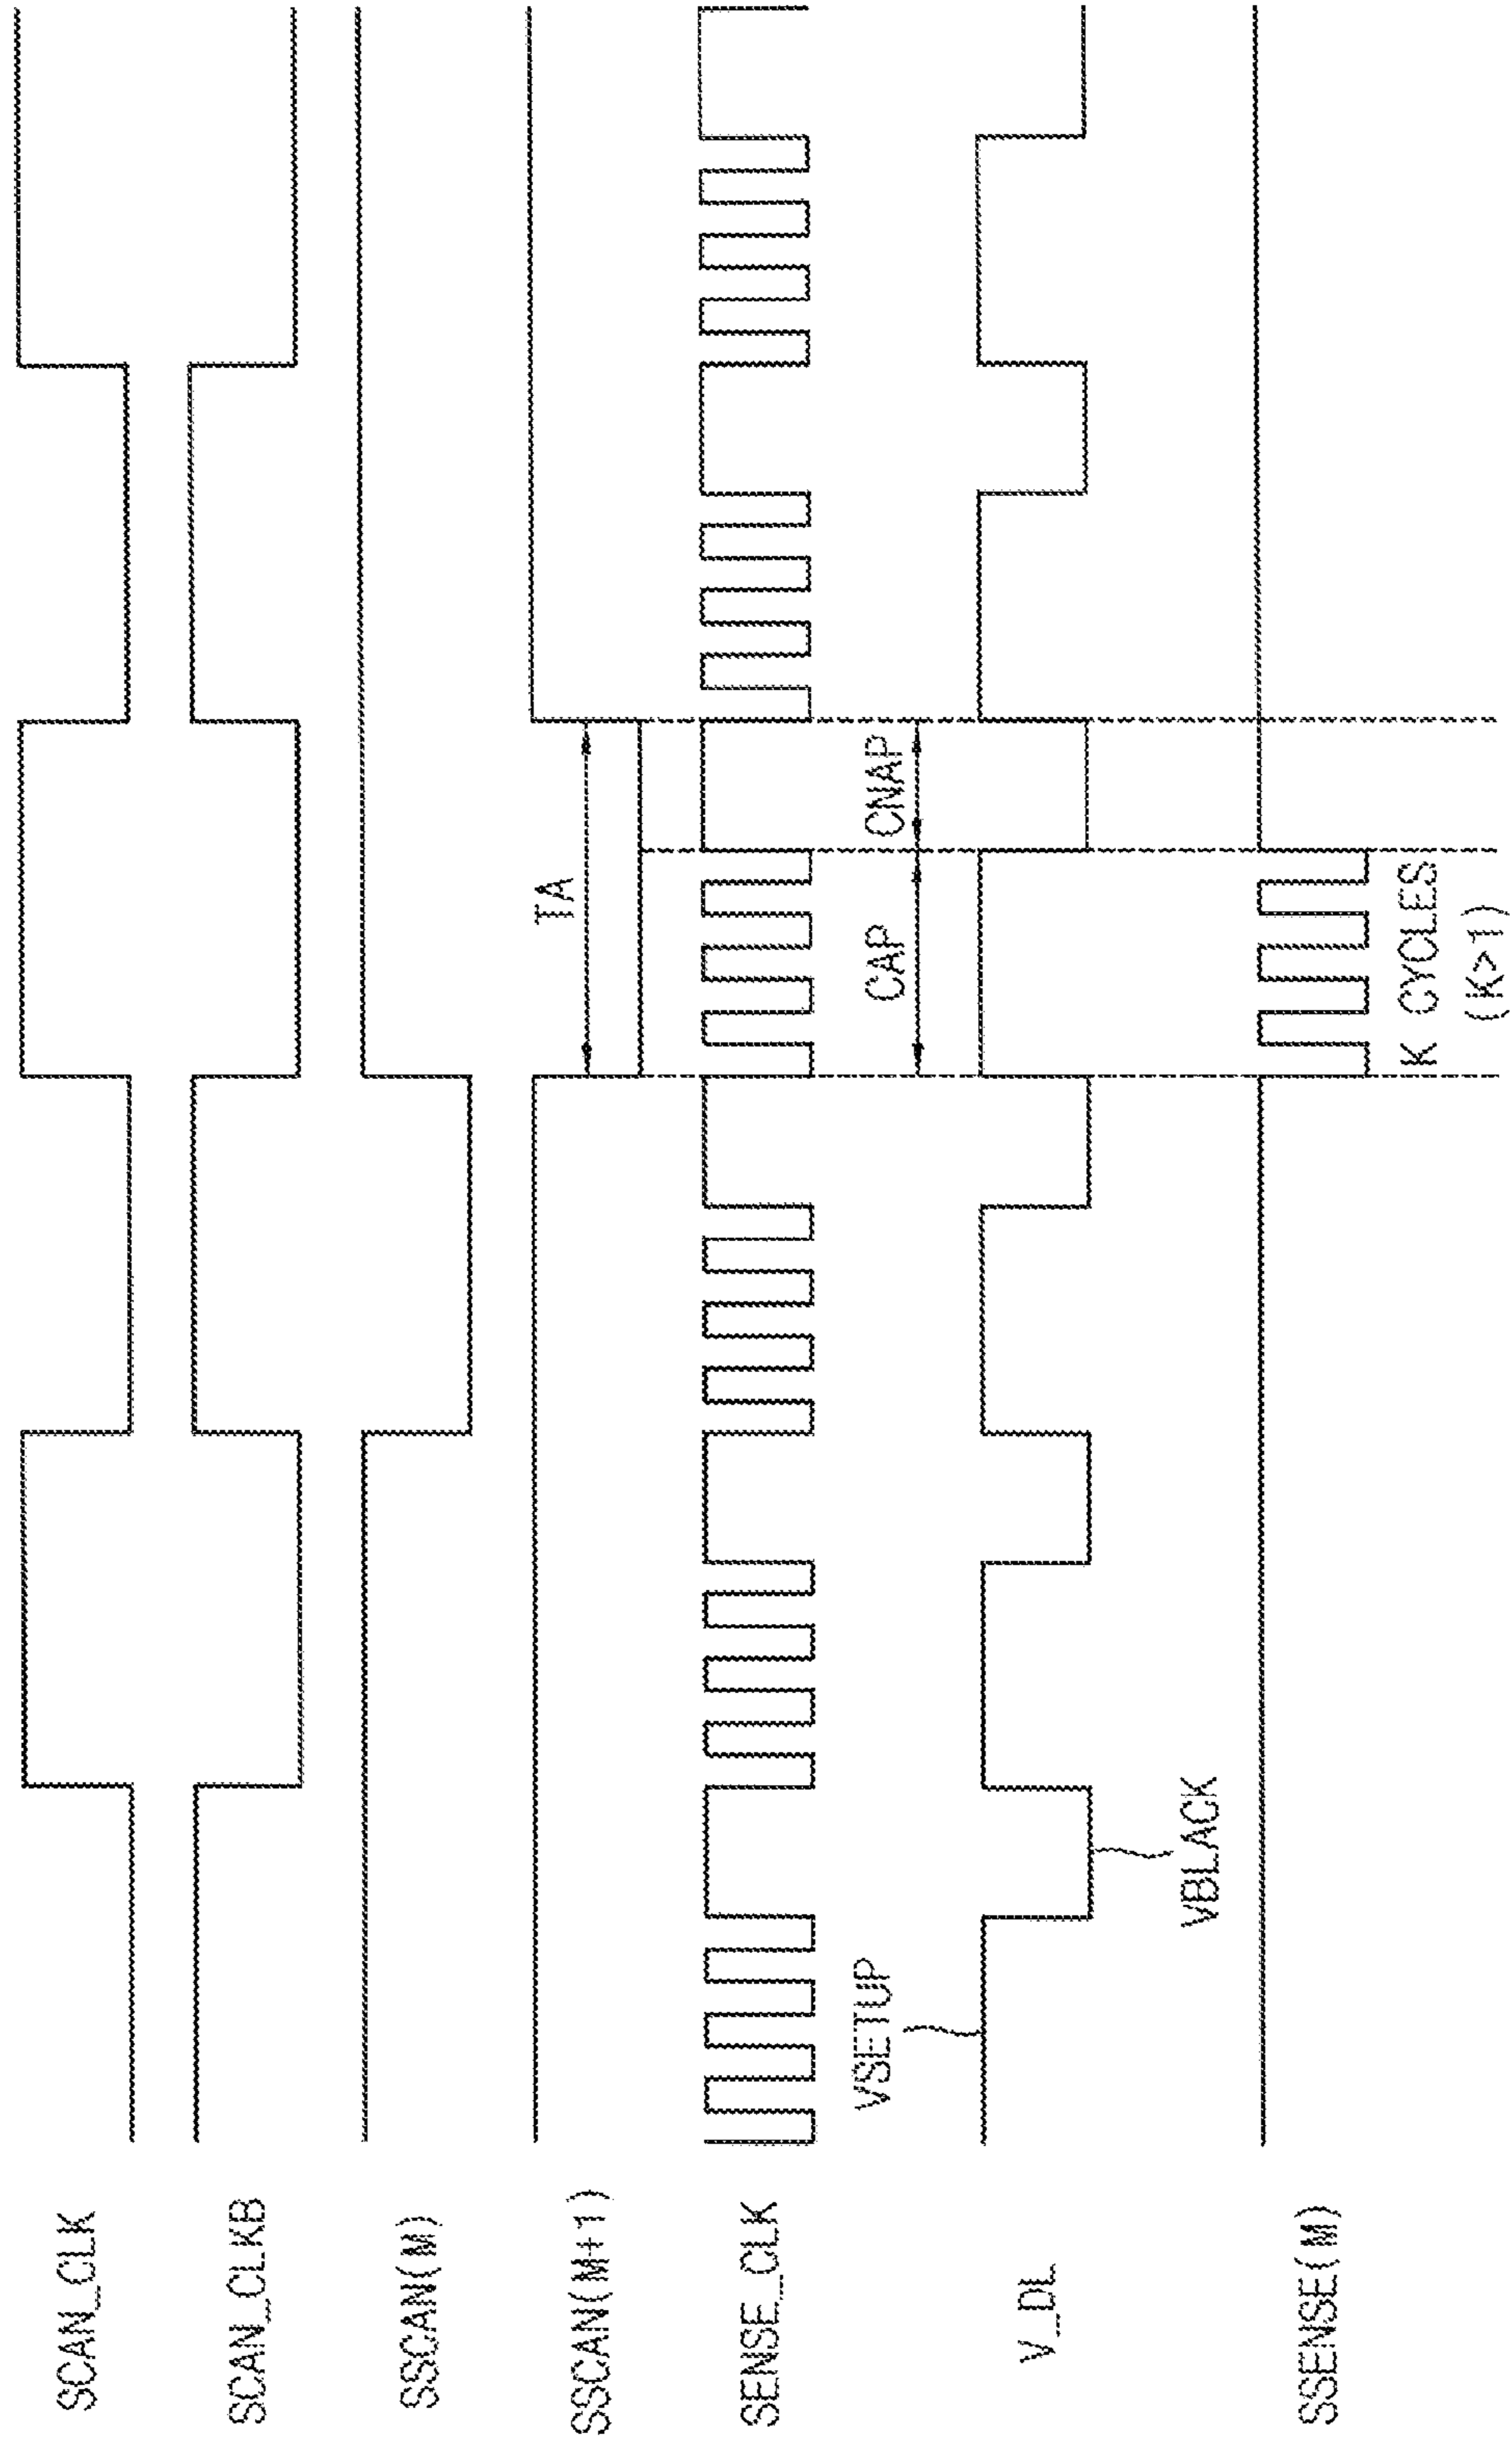 SCAN_CLK
SCAN_CLKB
SSCAN(M)
SSCAN(M+1)
TA
SENSE_CLK
VSETUP
CAP
CNAP
V_DL
VBLACK
SSENSE(M)
K CYCLES
(K>1)